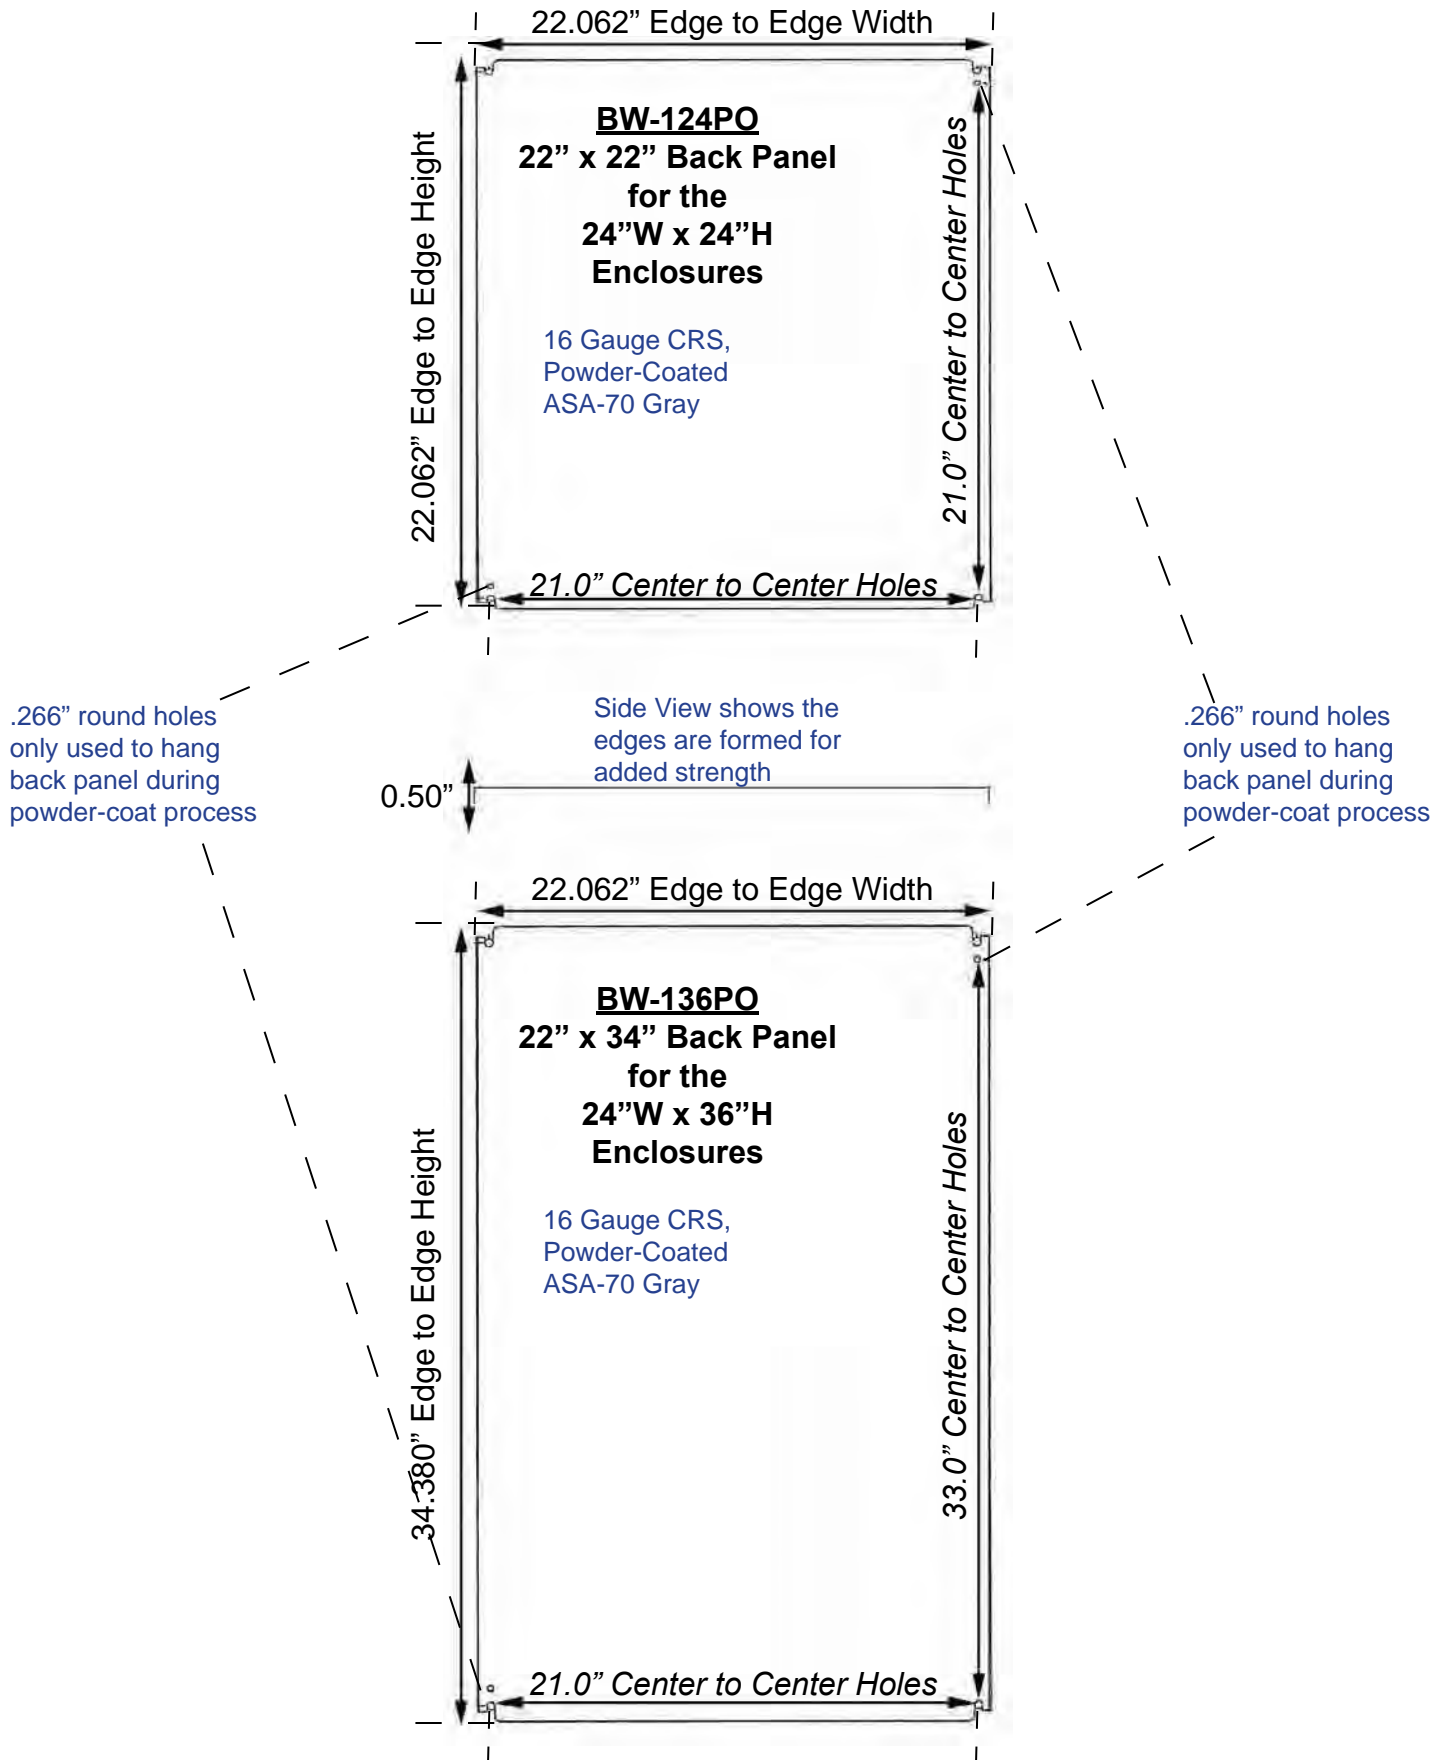 22.062” Edge to Edge Width
22.062” Edge to Edge Height
BW-124PO
22” x 22” Back Panel
for the
24”W x 24”H
Enclosures
16 Gauge CRS,
Powder-Coated
ASA-70 Gray
21.0” Center to Center Holes
21.0” Center to Center Holes
.266” round holes
only used to hang
back panel during
powder-coat process
Side View shows the
edges are formed for
added strength
0.50”
.266” round holes
only used to hang
back panel during
powder-coat process
22.062” Edge to Edge Width
34.380” Edge to Edge Height
BW-136PO
22” x 34” Back Panel
for the
24”W x 36”H
Enclosures
16 Gauge CRS,
Powder-Coated
ASA-70 Gray
33.0” Center to Center Holes
21.0” Center to Center Holes